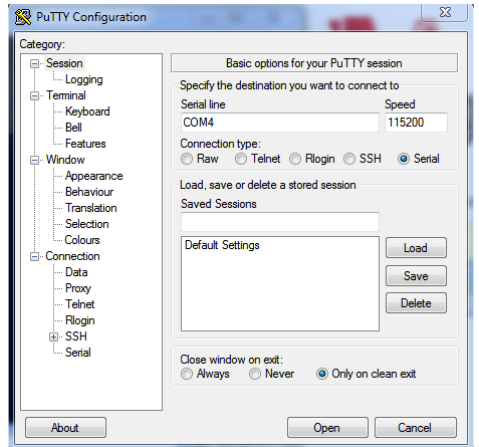 PuTTY Configuration
Category:
Session
Logging
Terminal
Keyboard
Bell
Features
Window
Appearance
Behaviour
Translation
Selection
Colours
Connection
Data
Proxy
Telnet
Rlogin
SSH
Serial
Basic options for your PuTTY session
Specify the destination you want to connect to
Serial line Speed
COM4 115200
Connection type:
Raw Telnet Rlogin SSH Serial
Load, save or delete a stored session
Saved Sessions
Default Settings
Load
Save
Delete
Close window on exit:
Always Never Only on clean exit
About Open Cancel